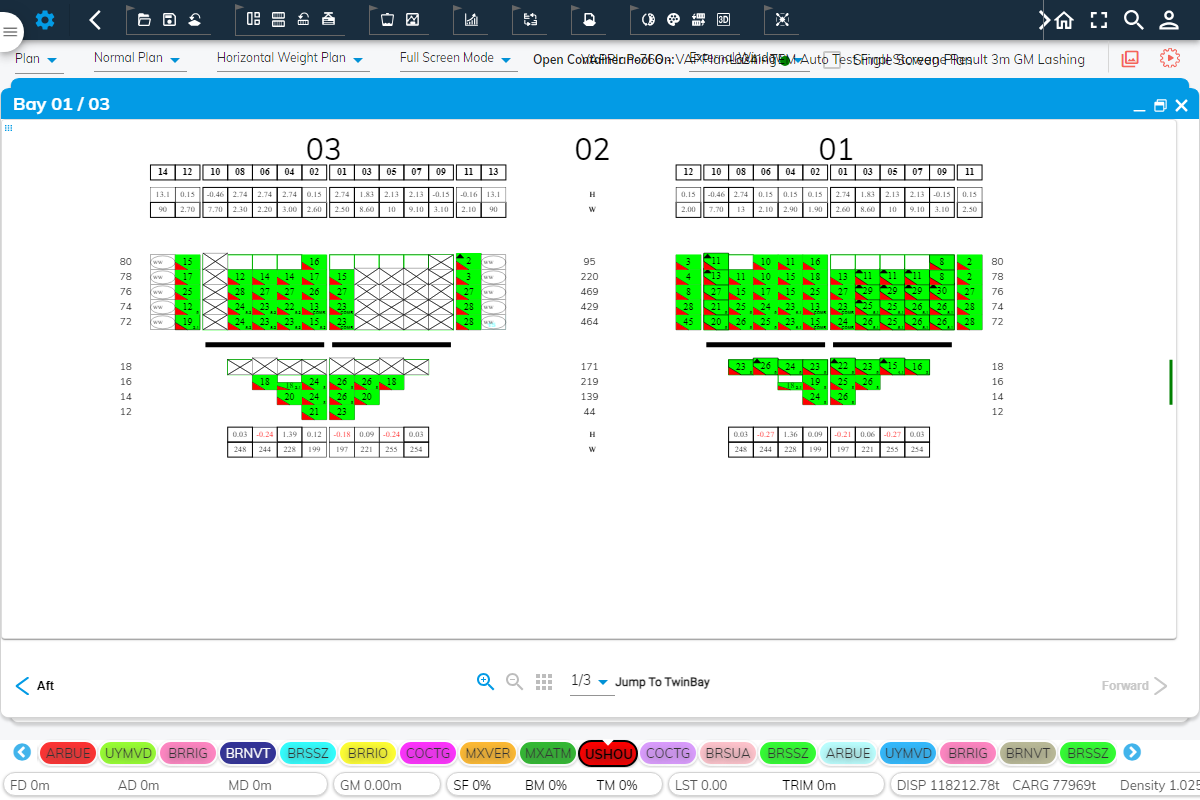 3D
Plan
Normal Plan
Horizontal Weight Plan
Full Screen Mode
Bay 01 / 03
03 02 01
14 12 10 08 06 04 02 01 03 05 07 09 11 13 12 10 08 06 04 02 01 03 05 07 09 11
13.1 0.15 -0.46 2.74 2.74 2.74 0.15 2.74 1.83 2.13 2.13 -0.15 -0.16 13.1 H 0.15 -0.46 2.74 0.15 0.15 0.15 2.74 1.83 2.13 2.13 -0.15 0.15
90 2.70 7.70 2.30 2.20 3.00 2.60 2.50 8.60 10 9.10 3.10 2.10 90 W 2.00 7.70 13 2.10 2.90 1.90 2.60 8.60 10 9.10 3.10 2.50
80 WW 15 16 2 WW 95 3 11 10 11 16 8 2 80
78 WW 17 12 14 14 17 15 3 WW 220 4 13 11 10 15 18 13 11 11 11 8 2 78
76 WW 25 28 27 27 26 27 27 WW 469 8 27 15 17 15 25 27 29 29 29 30 27 76
74 WW 12 24 23 23 13 23 28 WW 429 28 21 25 24 23 13 23 25 26 26 26 28 74
72 WW 19 24 23 23 15 23 28 WW 464 45 20 26 25 23 15 24 26 25 26 26 28 72
18 171 23 26 24 23 22 23 15 16 18
16 18 24 26 26 18 219 19 25 26 16
14 20 24 26 20 139 24 26 14
12 21 23 44 12
0.03 -0.24 1.39 0.12 -0.18 0.09 -0.24 0.03 H 0.03 -0.27 1.36 0.09 -0.21 0.06 -0.27 0.03
248 244 228 199 197 221 255 254 W 248 244 228 199 197 221 255 254
Aft
1/3
Jump To TwinBay
Forward
ARBUE UYMVD BRRIG BRNVT BRSSZ BRRIO COCTG MXVER MXATM USHOU COCTG BRSUA BRSSZ ARBUE UYMVD BRRIG BRNVT BRSSZ
FD 0m AD 0m MD 0m GM 0.00m SF 0% BM 0% TM 0% LST 0.00 TRIM 0m DISP 118212.78t CARG 77969t Density 1.025